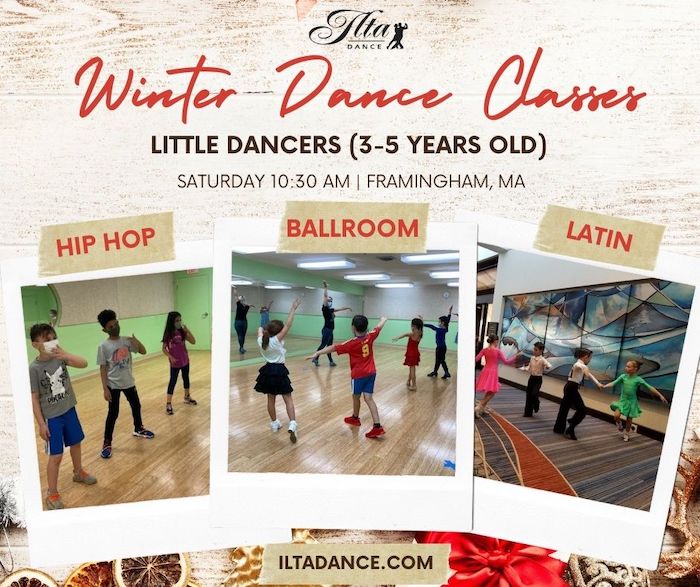 Ilta
DANCE
Winter Dance Classes
LITTLE DANCERS (3-5 YEARS OLD)
SATURDAY 10:30 AM | FRAMINGHAM, MA
HIP HOP
BALLROOM
LATIN
ILTADANCE.COM